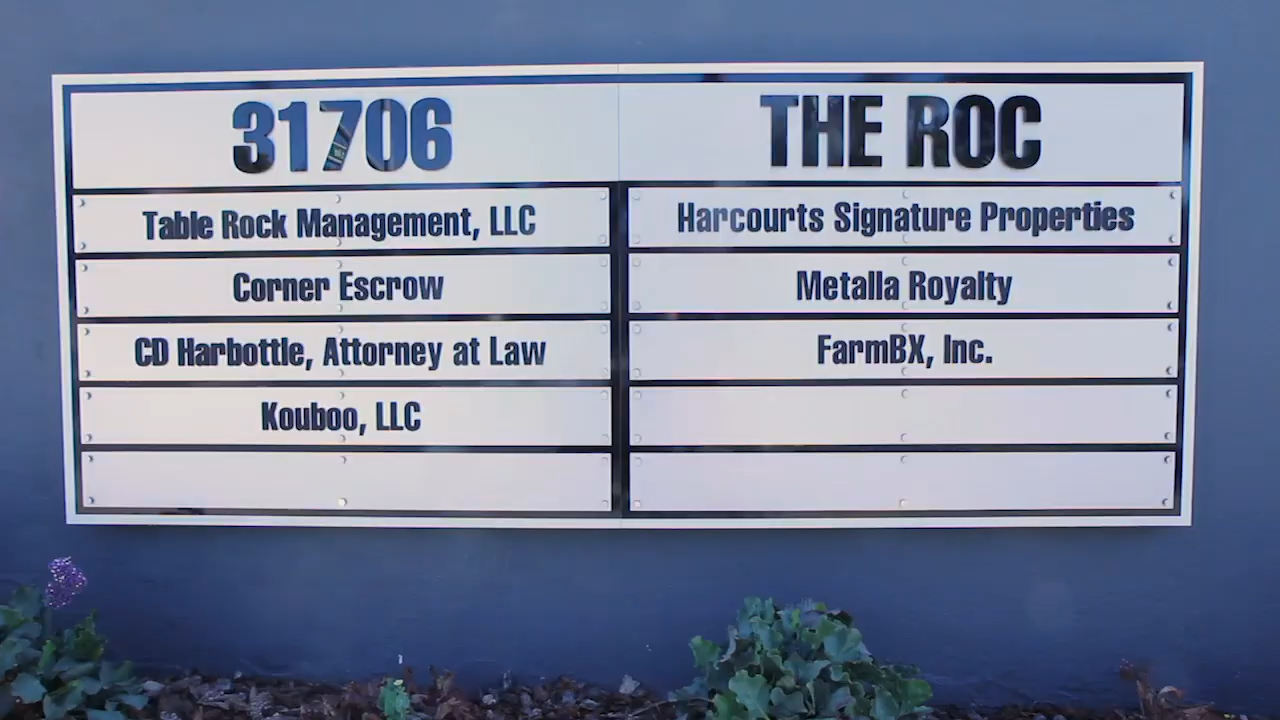 31706
THE ROC
Table Rock Management, LLC
Harcourts Signature Properties
Corner Escrow
Metalla Royalty
CD Harbottle, Attorney at Law
FarmBX, Inc.
Kouboo, LLC